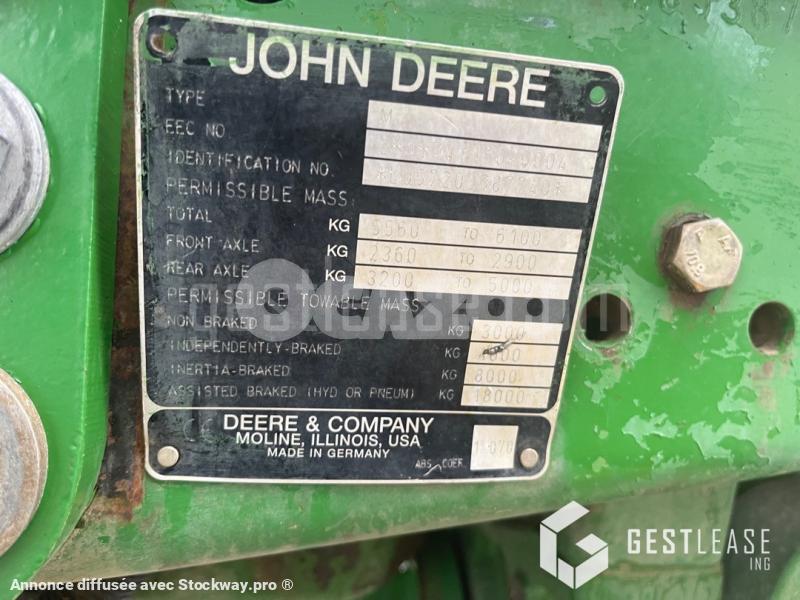 JOHN DEERE
TYPE
EEC NO
IDENTIFICATION NO.
PERMISSIBLE MASS:
TOTAL KG 5560 TO 6100
FRONT AXLE KG 2360 TO 2900
REAR AXLE KG 3200 TO 5000
PERMISSIBLE TOWABLE MASS
NON BRAKED KG 3000
INDEPENDENTLY-BRAKED KG
INERTIA-BRAKED KG 8000
ASSISTED BRAKED (HYD OR PNEUM) KG 18000
DEERE & COMPANY
MOLINE, ILLINOIS, USA
MADE IN GERMANY
ABS. COEF.
GESTLEASE
ING
Annonce diffusée avec Stockway.pro ®